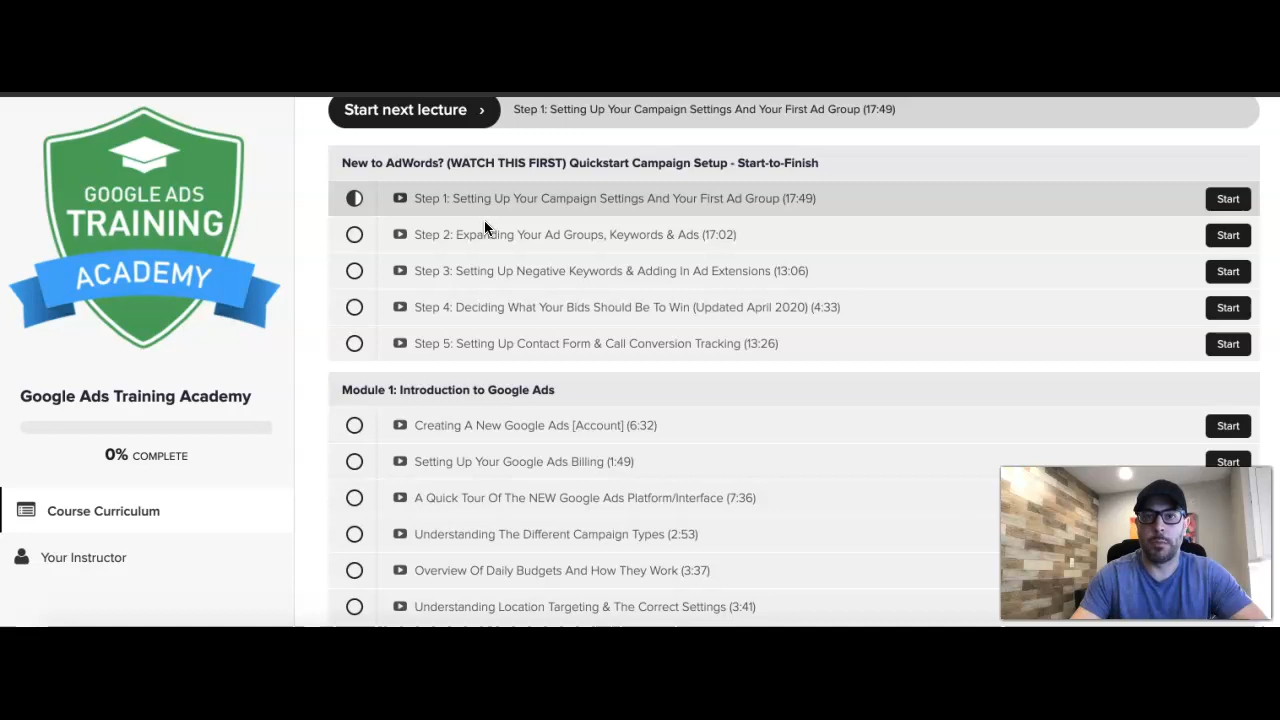 GOOGLE ADS
TRAINING
ACADEMY
Google Ads Training Academy
0% COMPLETE
Course Curriculum
Your Instructor
Start next lecture › Step 1: Setting Up Your Campaign Settings And Your First Ad Group (17:49)
New to AdWords? (WATCH THIS FIRST) Quickstart Campaign Setup - Start-to-Finish
Step 1: Setting Up Your Campaign Settings And Your First Ad Group (17:49) Start
Step 2: Expanding Your Ad Groups, Keywords & Ads (17:02) Start
Step 3: Setting Up Negative Keywords & Adding In Ad Extensions (13:06) Start
Step 4: Deciding What Your Bids Should Be To Win (Updated April 2020) (4:33) Start
Step 5: Setting Up Contact Form & Call Conversion Tracking (13:26) Start
Module 1: Introduction to Google Ads
Creating A New Google Ads [Account] (6:32) Start
Setting Up Your Google Ads Billing (1:49) Start
A Quick Tour Of The NEW Google Ads Platform/Interface (7:36)
Understanding The Different Campaign Types (2:53)
Overview Of Daily Budgets And How They Work (3:37)
Understanding Location Targeting & The Correct Settings (3:41)